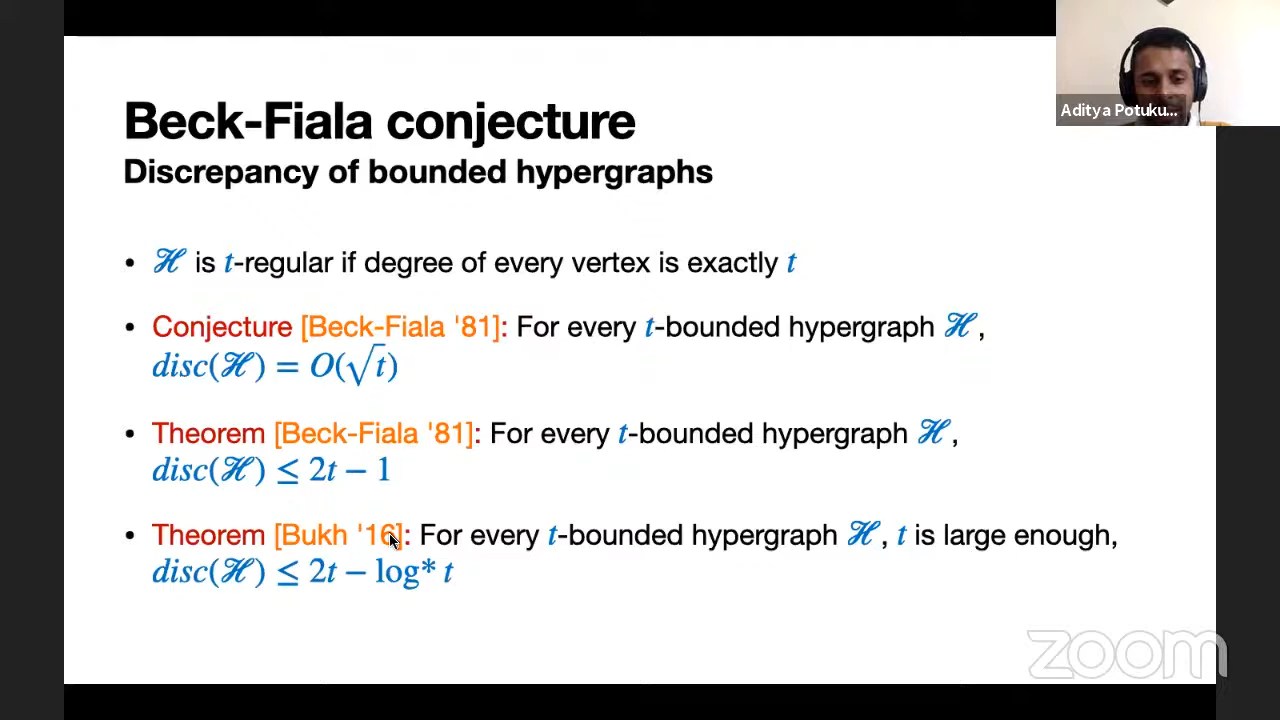 Beck-Fiala conjecture
Discrepancy of bounded hypergraphs
• ℋ is t-regular if degree of every vertex is exactly t
• Conjecture [Beck-Fiala '81]: For every t-bounded hypergraph ℋ,
disc(ℋ) = O(√t)
• Theorem [Beck-Fiala '81]: For every t-bounded hypergraph ℋ,
disc(ℋ) ≤ 2t − 1
• Theorem [Bukh '16]: For every t-bounded hypergraph ℋ, t is large enough,
disc(ℋ) ≤ 2t − log* t
Aditya Potuku...
zoom